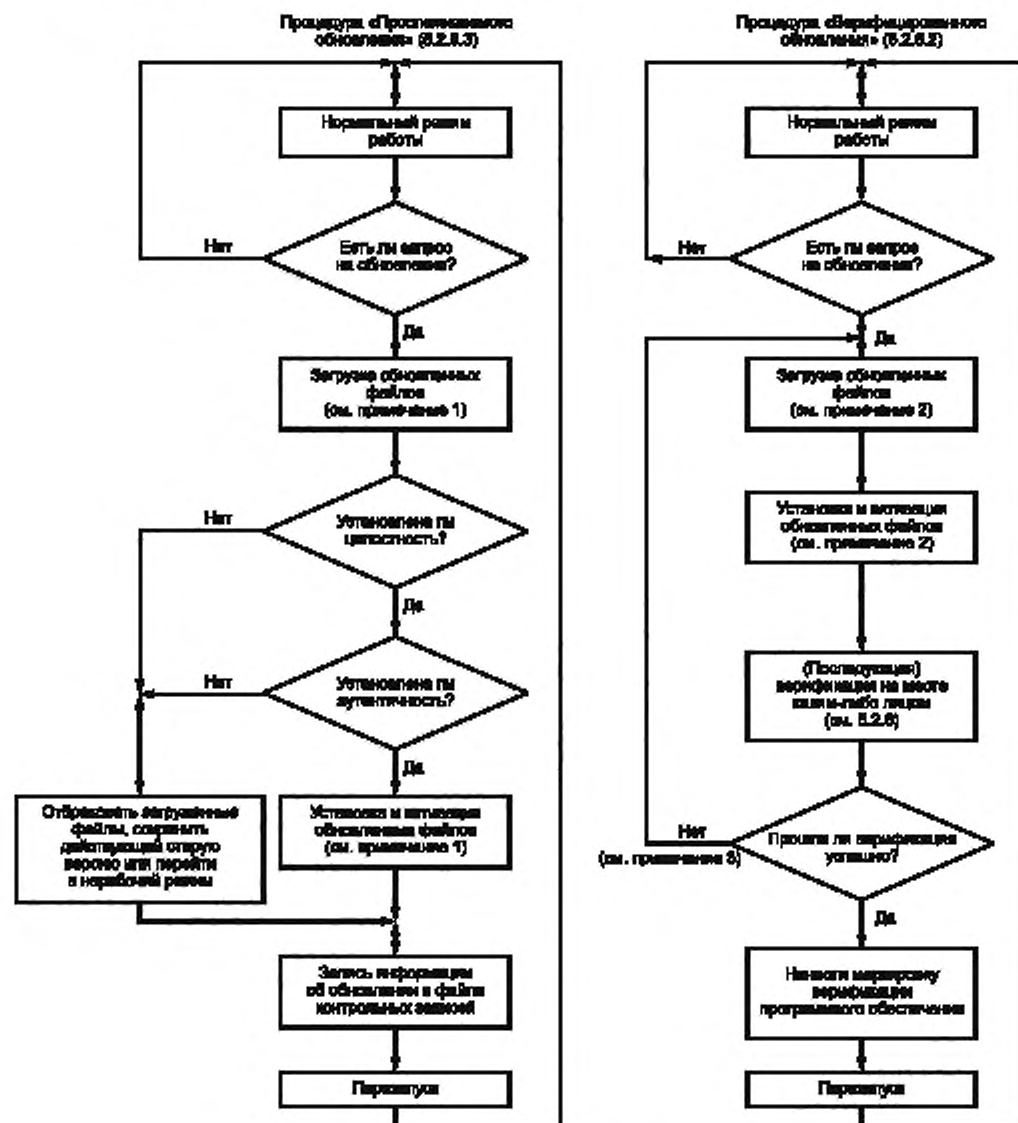 Процедура «Прослеживаемого
обновления» (5.2.6.3)
Нормальный режим
работы
Есть ли запрос
на обновления?
Нет
Да
Загрузка обновленных
файлов
(см. примечание 1)
Установлена ли
целостность?
Нет
Да
Установлена ли
аутентичность?
Нет
Да
Отбраковать загруженные
файлы, сохранить
действующей старую
версию или перейти
в нерабочий режим
Установка и активация
обновленных файлов
(см. примечание 1)
Запись информации
об обновлении в файле
контрольных записей
Перезапуск
Процедура «Верифицированного
обновления» (5.2.6.2)
Нормальный режим
работы
Есть ли запрос
на обновления?
Нет
Да
Загрузка обновленных
файлов
(см. примечание 2)
Установка и активация
обновленных файлов
(см. примечание 2)
(Последующая)
верификация на месте
каким-либо лицом
(см. 5.2.6)
Прошла ли верификация
успешно?
Нет
(см. примечание 3)
Да
Нанести маркировку
верификации
программного обеспечения
Перезапуск